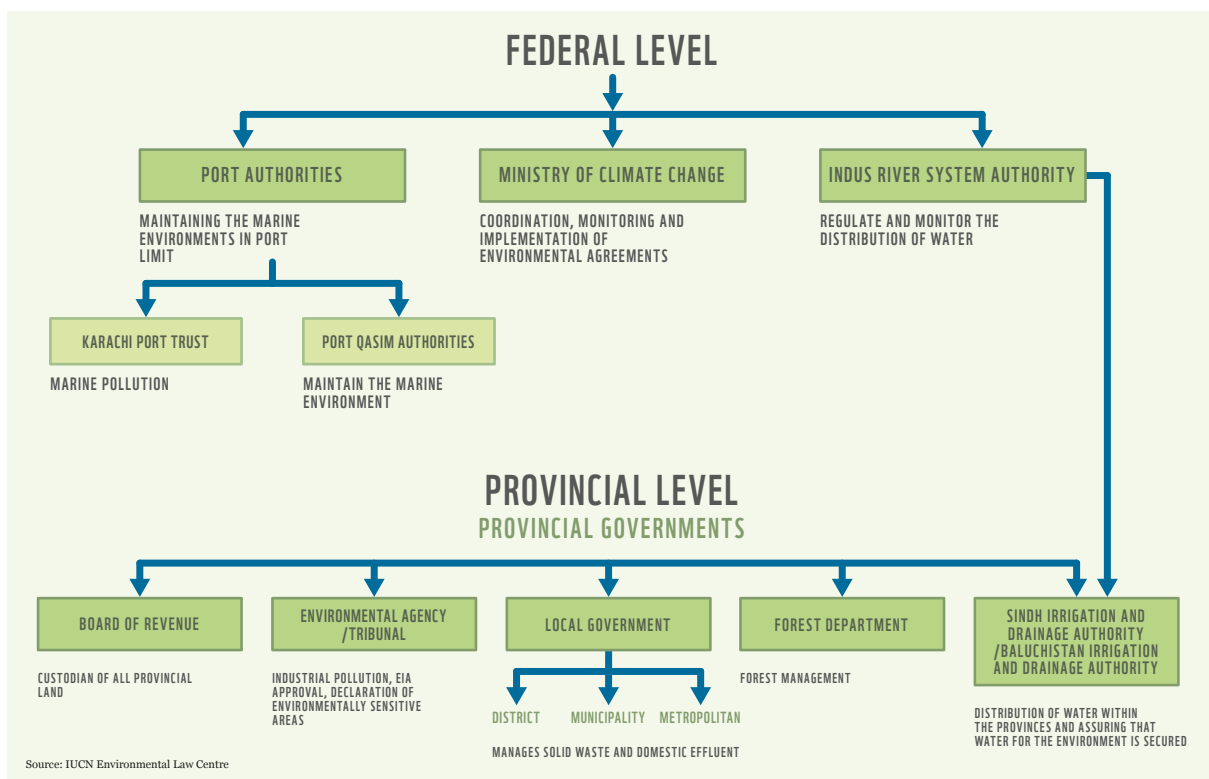 FEDERAL LEVEL
PORT AUTHORITIES
MAINTAINING THE MARINE
ENVIRONMENTS IN PORT
LIMIT
MINISTRY OF CLIMATE CHANGE
COORDINATION, MONITORING AND
IMPLEMENTATION OF
ENVIRONMENTAL AGREEMENTS
INDUS RIVER SYSTEM AUTHORITY
REGULATE AND MONITOR THE
DISTRIBUTION OF WATER
KARACHI PORT TRUST
MARINE POLLUTION
PORT QASIM AUTHORITIES
MAINTAIN THE MARINE
ENVIRONMENT
PROVINCIAL LEVEL
PROVINCIAL GOVERNMENTS
BOARD OF REVENUE
CUSTODIAN OF ALL PROVINCIAL
LAND
ENVIRONMENTAL AGENCY
/TRIBUNAL
INDUSTRIAL POLLUTION, EIA
APPROVAL, DECLARATION OF
ENVIRONMENTALLY SENSITIVE
AREAS
LOCAL GOVERNMENT
DISTRICT
MUNICIPALITY
METROPOLITAN
MANAGES SOLID WASTE AND DOMESTIC EFFLUENT
FOREST DEPARTMENT
FOREST MANAGEMENT
SINDH IRRIGATION AND
DRAINAGE AUTHORITY
/BALUCHISTAN IRRIGATION
AND DRAINAGE AUTHORITY
DISTRIBUTION OF WATER WITHIN
THE PROVINCES AND ASSURING THAT
WATER FOR THE ENVIRONMENT IS SECURED
Source: IUCN Environmental Law Centre